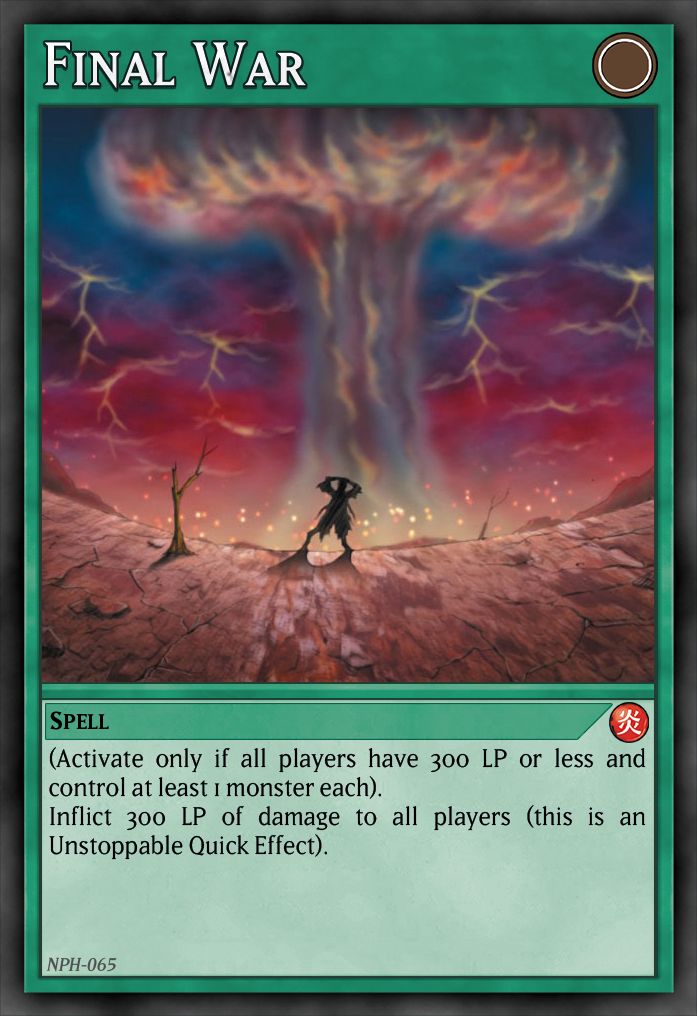 Final War
Spell
炎
(Activate only if all players have 300 LP or less and
control at least 1 monster each).
Inflict 300 LP of damage to all players (this is an
Unstoppable Quick Effect).
NPH-065